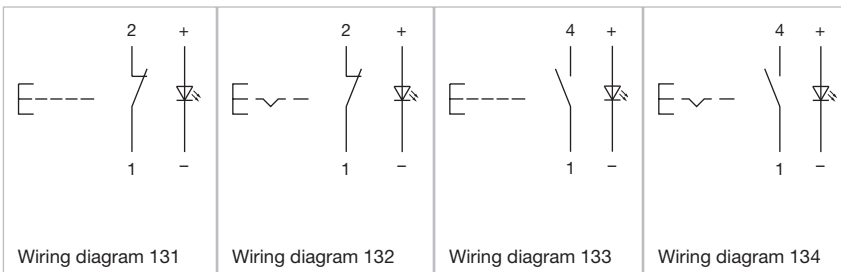 2 +
1 –
Wiring diagram 131
2 +
1 –
Wiring diagram 132
4 +
1 –
Wiring diagram 133
4 +
1 –
Wiring diagram 134